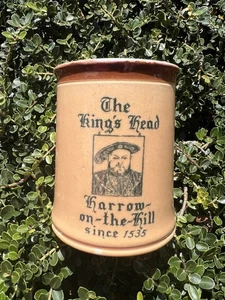 The
King's Head
Harrow-
on-the-Hill
since 1535